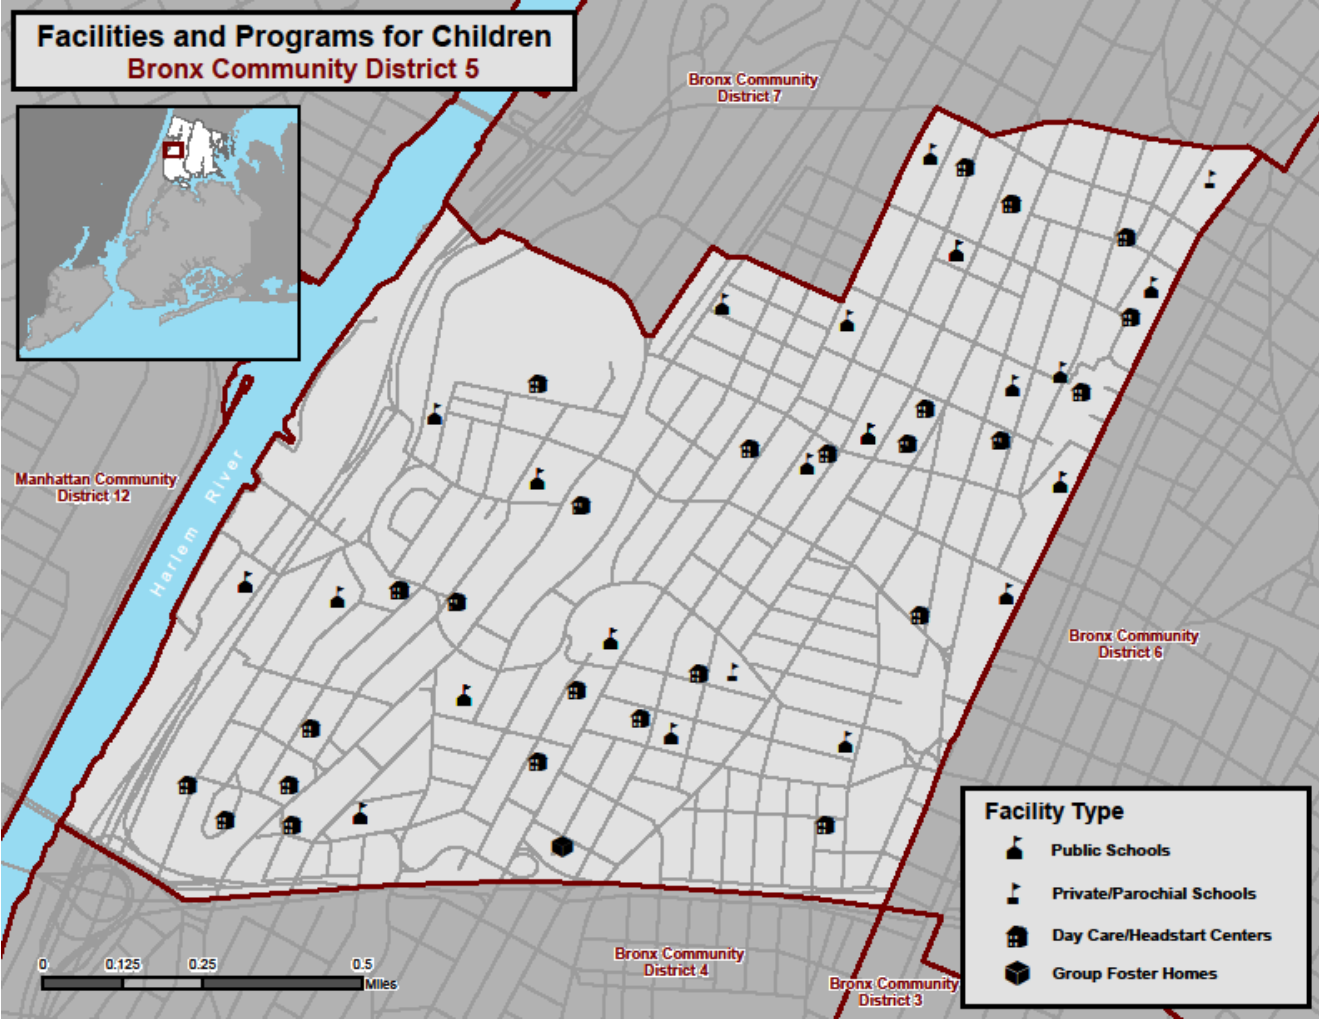 Facilities and Programs for Children
Bronx Community District 5
Bronx Community
District 7
Manhattan Community
District 12
Harlem River
Bronx Community
District 6
Facility Type
Public Schools
Private/Parochial Schools
Day Care/Headstart Centers
Group Foster Homes
Bronx Community
District 4
Bronx Community
District 3
0 0.125 0.25 0.5
Miles